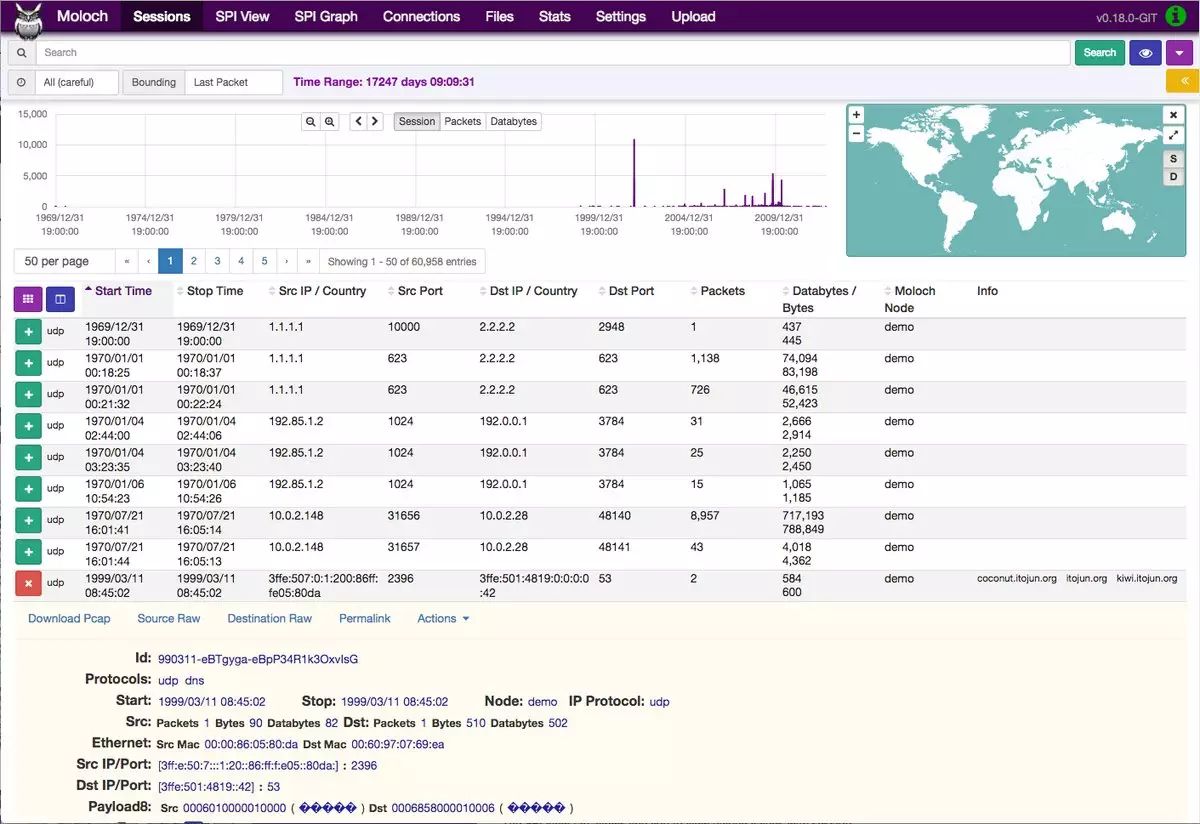 Moloch Sessions SPI View SPI Graph Connections Files Stats Settings Upload v0.18.0-GIT
Search Search
All (careful) Bounding Last Packet Time Range: 17247 days 09:09:31
15,000
10,000
5,000
0
Session Packets Databytes
1969/12/31 1974/12/31 1979/12/31 1984/12/31 1989/12/31 1994/12/31 1999/12/31 2004/12/31 2009/12/31
19:00:00 19:00:00 19:00:00 19:00:00 19:00:00 19:00:00 19:00:00 19:00:00 19:00:00
+
−
S
D
50 per page « ‹ 1 2 3 4 5 › » Showing 1 - 50 of 60,958 entries
Start Time Stop Time Src IP / Country Src Port Dst IP / Country Dst Port Packets Databytes / Moloch Info
Bytes Node
udp 1969/12/31 1969/12/31 1.1.1.1 10000 2.2.2.2 2948 1 437 demo
19:00:00 19:00:00 445
udp 1970/01/01 1970/01/01 1.1.1.1 623 2.2.2.2 623 1,138 74,094 demo
00:18:25 00:18:37 83,198
udp 1970/01/01 1970/01/01 1.1.1.1 623 2.2.2.2 623 726 46,615 demo
00:21:32 00:22:24 52,423
udp 1970/01/04 1970/01/04 192.85.1.2 1024 192.0.0.1 3784 31 2,666 demo
02:44:00 02:44:06 2,914
udp 1970/01/04 1970/01/04 192.85.1.2 1024 192.0.0.1 3784 25 2,250 demo
03:23:35 03:23:40 2,450
udp 1970/01/06 1970/01/06 192.85.1.2 1024 192.0.0.1 3784 15 1,065 demo
10:54:23 10:54:26 1,185
udp 1970/07/21 1970/07/21 10.0.2.148 31656 10.0.2.28 48140 8,957 717,193 demo
16:01:41 16:05:14 788,849
udp 1970/07/21 1970/07/21 10.0.2.148 31657 10.0.2.28 48141 43 4,018 demo
16:01:44 16:05:13 4,362
udp 1999/03/11 1999/03/11 3ffe:507:0:1:200:86ff: 2396 3ffe:501:4819:0:0:0:0 53 2 584 demo coconut.itojun.org itojun.org kiwi.itojun.org
08:45:02 08:45:02 fe05:80da :42 600
Download Pcap Source Raw Destination Raw Permalink Actions
Id: 990311-eBTgyga-eBpP34R1k3OxvIsG
Protocols: udp dns
Start: 1999/03/11 08:45:02 Stop: 1999/03/11 08:45:02 Node: demo IP Protocol: udp
Src: Packets 1 Bytes 90 Databytes 82 Dst: Packets 1 Bytes 510 Databytes 502
Ethernet: Src Mac 00:00:86:05:80:da Dst Mac 00:60:97:07:69:ea
Src IP/Port: [3ff:e:50:7:::1:20::86:ff:f:e05::80da:] : 2396
Dst IP/Port: [3ffe:501:4819::42] : 53
Payload8: Src 0006010000010000 ( ����� ) Dst 0006858000010006 ( ����� )